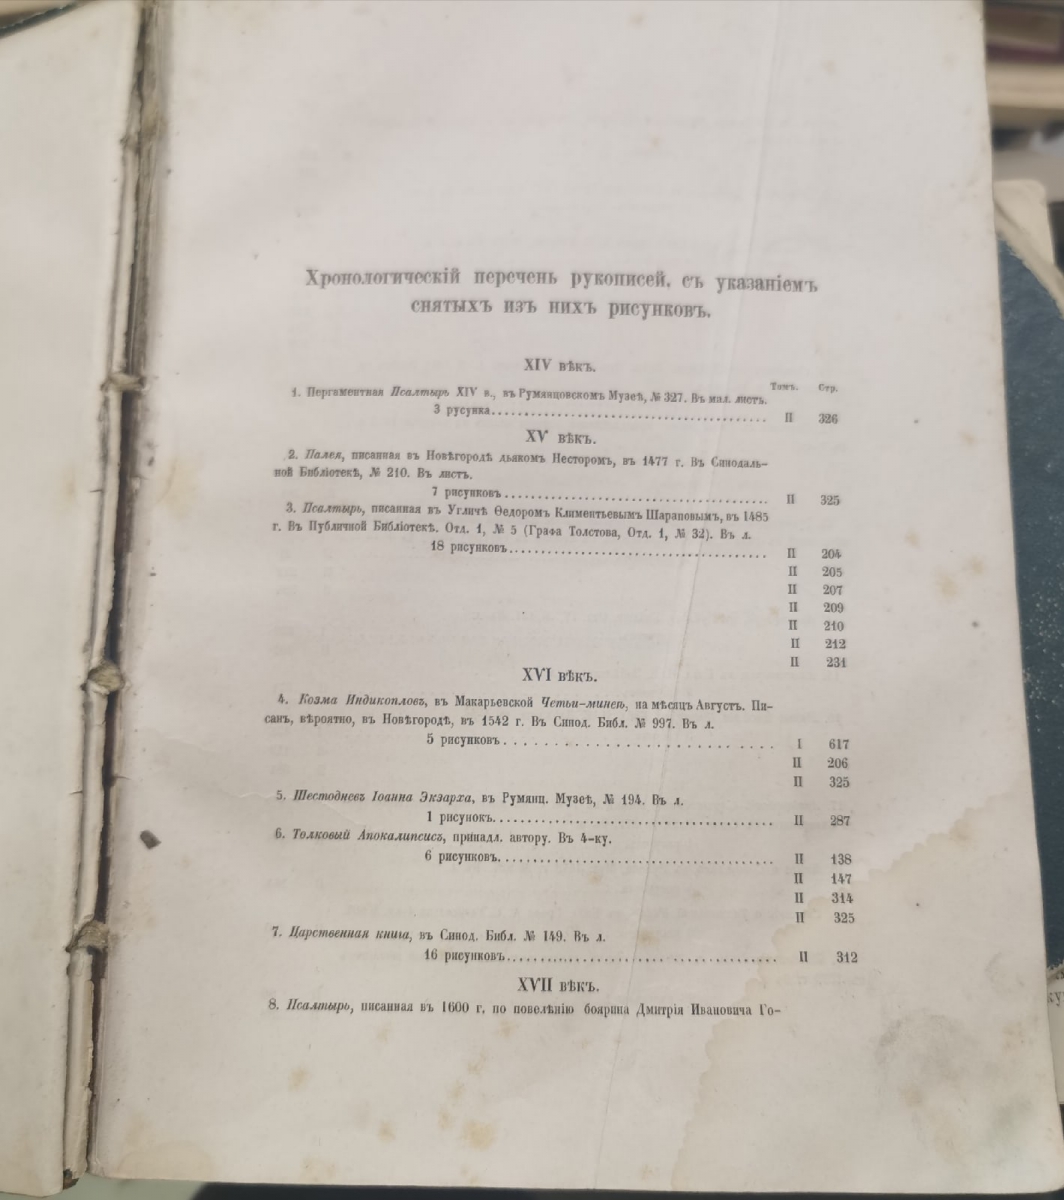 Хронологическій перечень рукописей, съ указаніемъ
снятыхъ изъ нихъ рисунковъ.
XIV вѣкъ.
Томъ. Стр.
1. Пергаментная Псалтырь XIV в., въ Румянцовскомъ Музеѣ, № 327. Въ мал. листъ.
3 русунка II 326
XV вѣкъ.
2. Палея, писанная въ Новѣгородѣ дьякомъ Несторомъ, въ 1477 г. Въ Синодаль-
ной Библіотекѣ, № 210. Въ листъ.
7 рисунковъ II 325
3. Псалтырь, писанная въ Угличѣ Ѳедоромъ Климентьевымъ Шараповымъ, въ 1485
г. Въ Публичной Библіотекѣ. Отд. 1, № 5 (Графа Толстова, Отд. 1, № 32). Въ л.
18 рисунковъ II 204
II 205
II 207
II 209
II 210
II 212
II 231
XVI вѣкъ.
4. Козма Индикопловъ, въ Макарьевской Четьи-минеѣ, на мѣсяцъ Августъ. Пи-
санъ, вѣроятно, въ Новѣгородѣ, въ 1542 г. Въ Синод. Библ. № 997. Въ л.
5 рисунковъ I 617
II 206
II 325
5. Шестодневъ Іоанна Экзарха, въ Румянц. Музеѣ, № 194. Въ л.
1 рисунокъ II 287
6. Толковый Апокалипсисъ, принадл. автору. Въ 4-ку.
6 рисунковъ II 138
II 147
II 314
II 325
7. Царственная книга, въ Синод. Библ. № 149. Въ л.
16 рисунковъ II 312
XVII вѣкъ.
8. Псалтырь, писанная въ 1600 г. по повелѣнію боярина Дмитрія Ивановича Го-